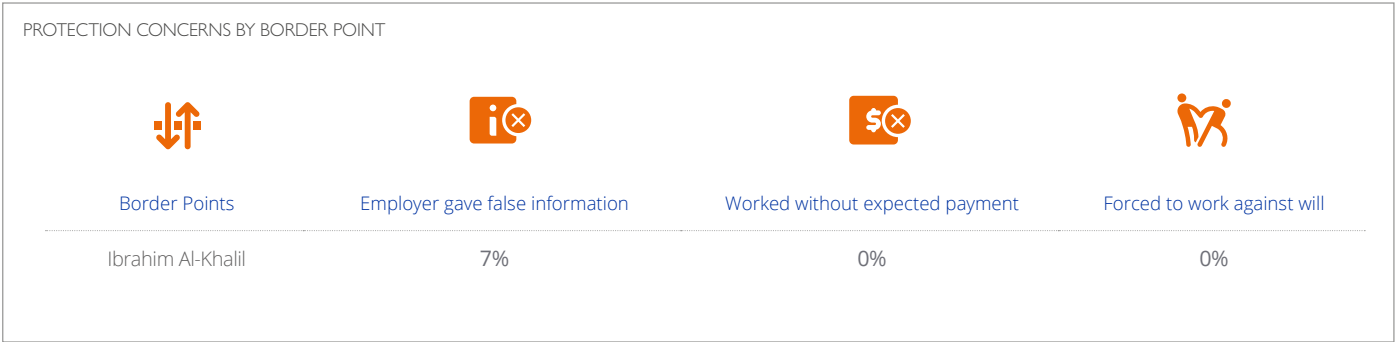 PROTECTION CONCERNS BY BORDER POINT
Border Points Employer gave false information Worked without expected payment Forced to work against will
Ibrahim Al-Khalil 7% 0% 0%